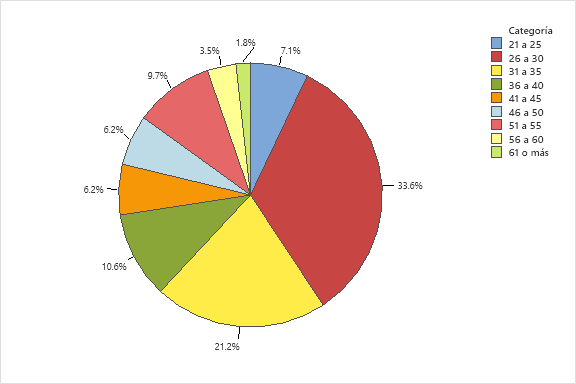 Categoría
21 a 25
26 a 30
31 a 35
36 a 40
41 a 45
46 a 50
51 a 55
56 a 60
61 o más
7.1%
33.6%
21.2%
10.6%
6.2%
6.2%
9.7%
3.5%
1.8%